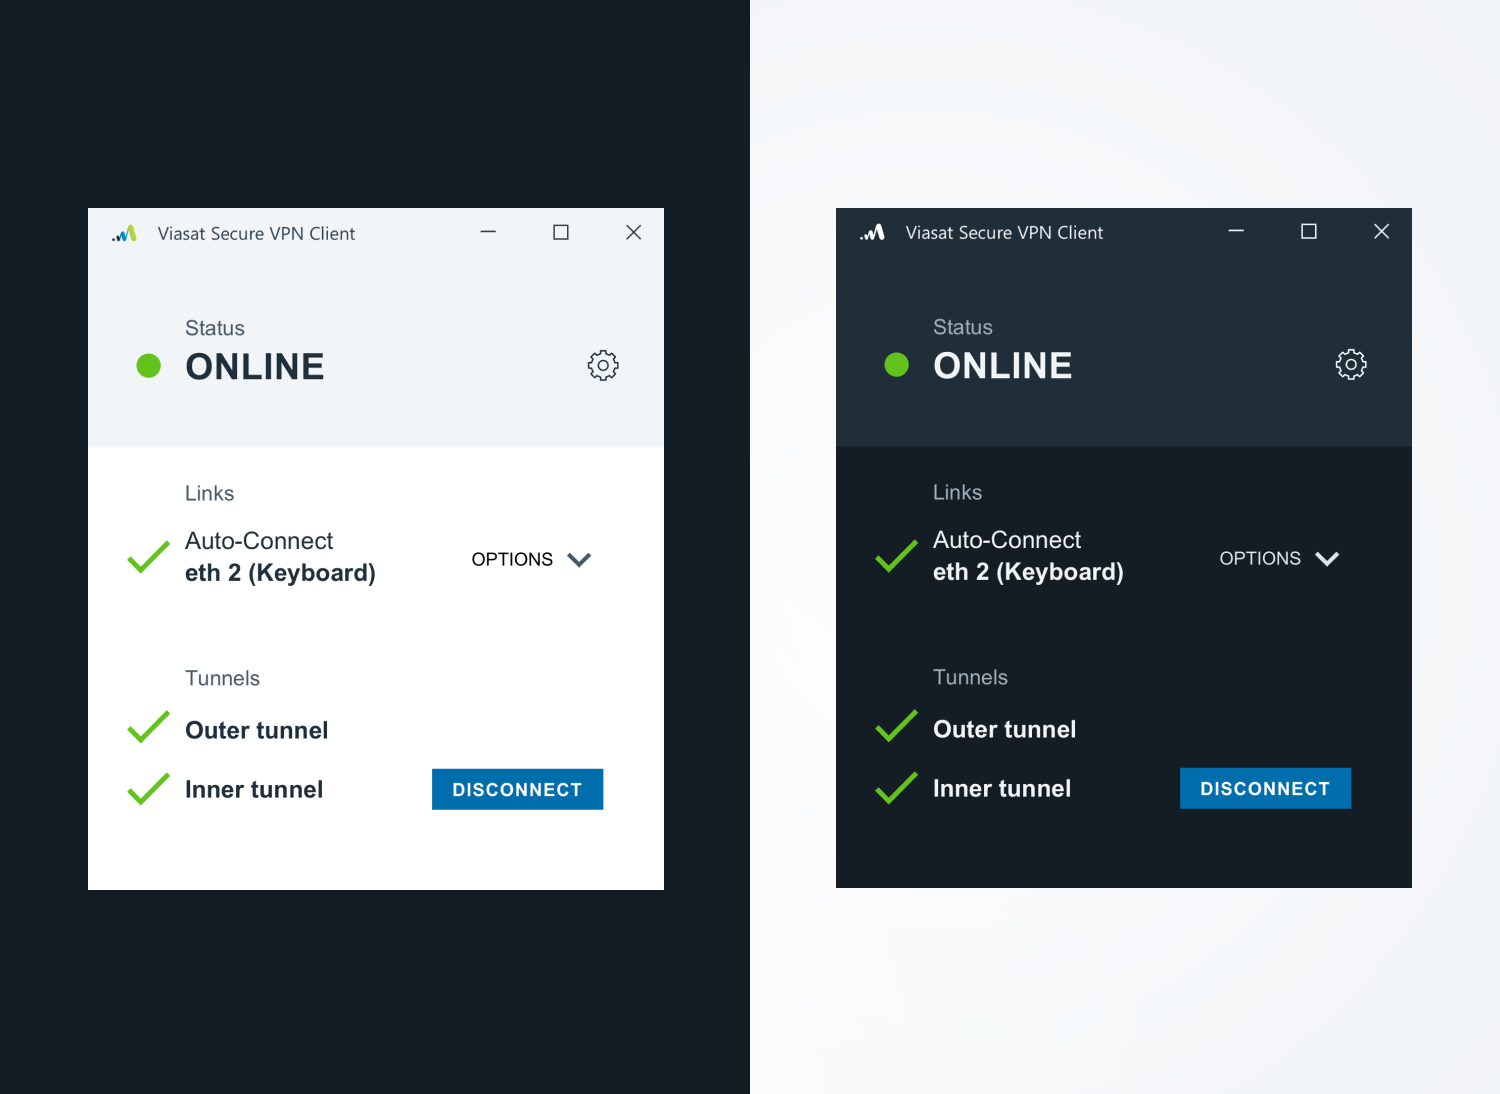 Viasat Secure VPN Client
Status
ONLINE
Links
Auto-Connect
eth 2 (Keyboard)
OPTIONS
Tunnels
Outer tunnel
Inner tunnel
DISCONNECT
Viasat Secure VPN Client
Status
ONLINE
Links
Auto-Connect
eth 2 (Keyboard)
OPTIONS
Tunnels
Outer tunnel
Inner tunnel
DISCONNECT